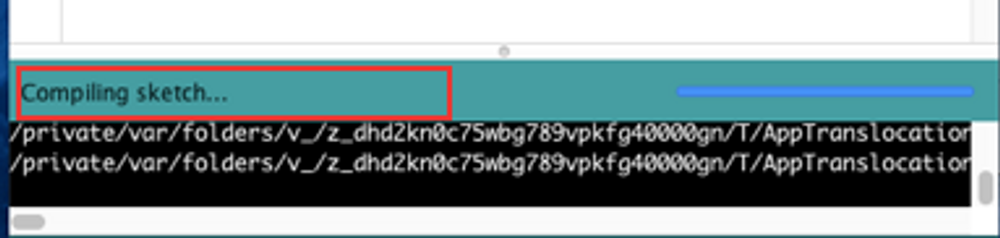 Compiling sketch...
/private/var/folders/v_/z_dhd2kn0c75wbg789vpkfg40000gn/T/AppTranslocation
/private/var/folders/v_/z_dhd2kn0c75wbg789vpkfg40000gn/T/AppTranslocation